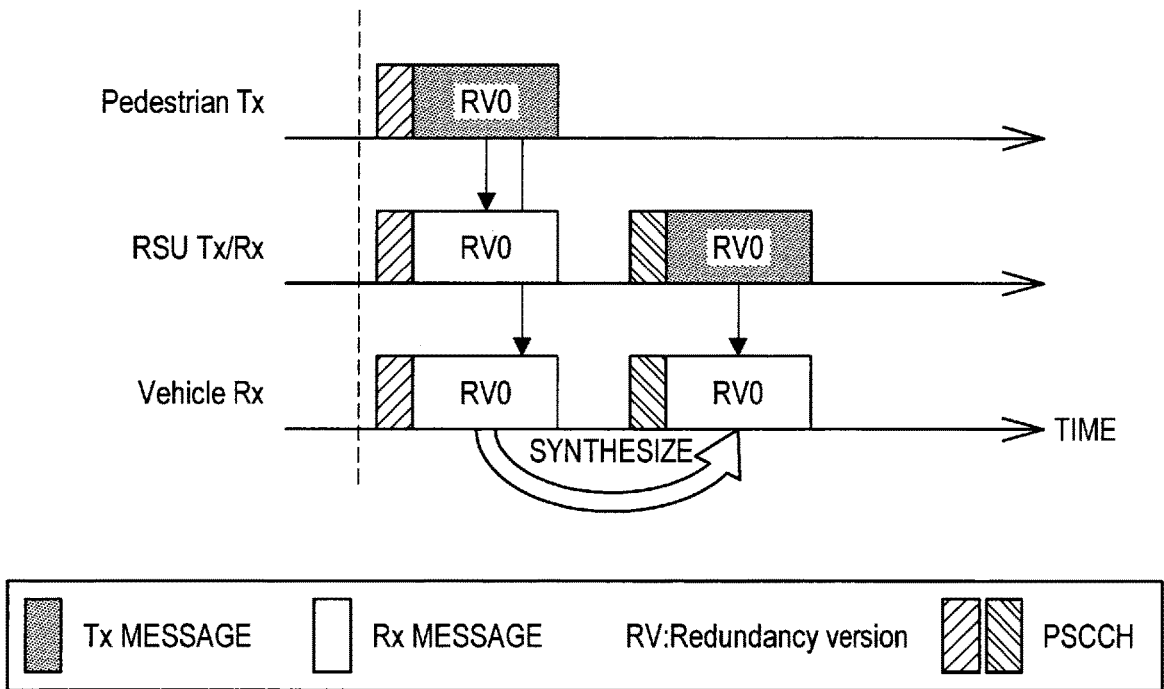 Pedestrian Tx
RV0
RSU Tx/Rx
RV0
RV0
Vehicle Rx
RV0
RV0
TIME
SYNTHESIZE
Tx MESSAGE
Rx MESSAGE
RV:Redundancy version
PSCCH